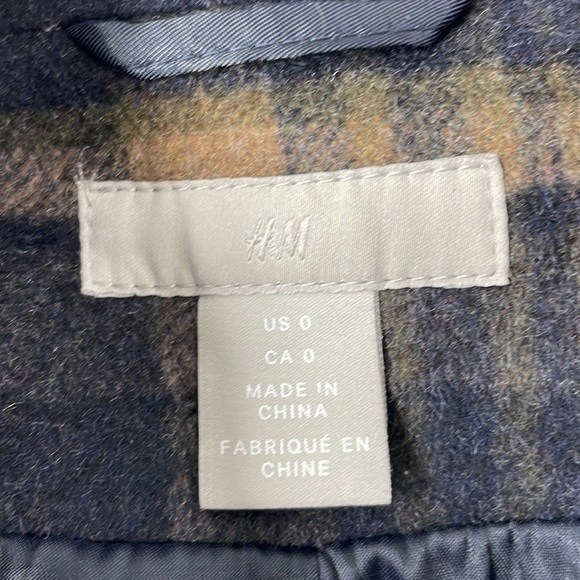 H&M
US 0
CA 0
MADE IN
CHINA
FABRIQUÉ EN
CHINE